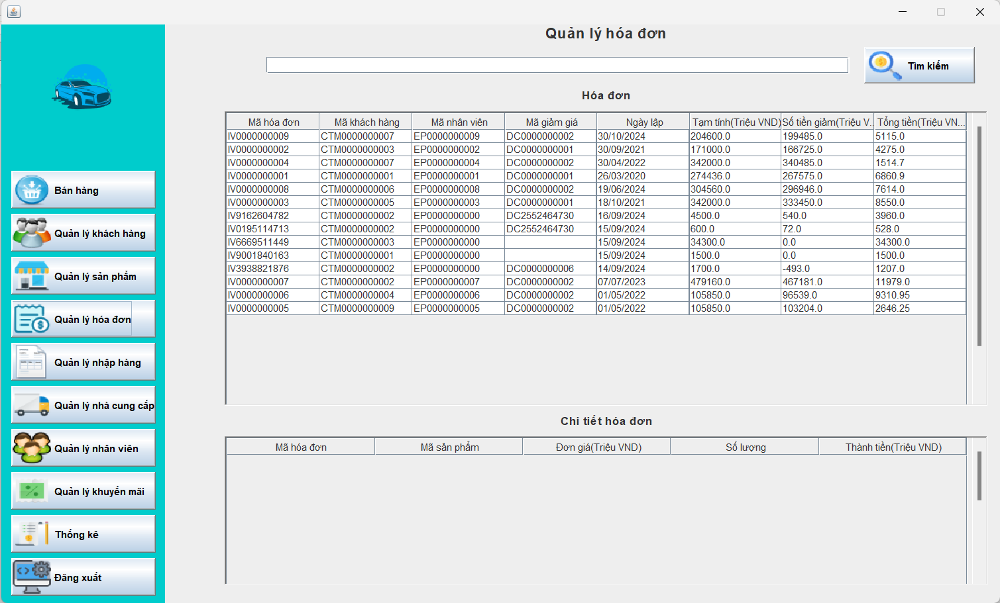 Quản lý hóa đơn
Tìm kiếm
Bán hàng
Quản lý khách hàng
Quản lý sản phẩm
Quản lý hóa đơn
Quản lý nhập hàng
Quản lý nhà cung cấp
Quản lý nhân viên
Quản lý khuyến mãi
Thống kê
Đăng xuất
Hóa đơn
Mã hóa đơn Mã khách hàng Mã nhân viên Mã giảm giá Ngày lập Tạm tính(Triệu VND) Số tiền giảm(Triệu V... Tổng tiền(Triệu VN...
IV0000000009 CTM0000000007 EP0000000009 DC0000000002 30/10/2024 204600.0 199485.0 5115.0
IV0000000002 CTM0000000003 EP0000000002 DC0000000001 30/09/2021 171000.0 166725.0 4275.0
IV0000000004 CTM0000000007 EP0000000004 DC0000000002 30/04/2022 342000.0 340485.0 1514.7
IV0000000001 CTM0000000001 EP0000000001 DC0000000001 26/03/2020 274436.0 267575.0 6860.9
IV0000000008 CTM0000000006 EP0000000008 DC0000000002 19/06/2024 304560.0 296946.0 7614.0
IV0000000003 CTM0000000005 EP0000000003 DC0000000001 18/10/2021 342000.0 333450.0 8550.0
IV9162604782 CTM0000000002 EP0000000000 DC2552464730 16/09/2024 4500.0 540.0 3960.0
IV0195114713 CTM0000000002 EP0000000000 DC2552464730 15/09/2024 600.0 72.0 528.0
IV6669511449 CTM0000000003 EP0000000000 15/09/2024 34300.0 0.0 34300.0
IV9001840163 CTM0000000001 EP0000000000 15/09/2024 1500.0 0.0 1500.0
IV3938821876 CTM0000000002 EP0000000000 DC0000000006 14/09/2024 1700.0 -493.0 1207.0
IV0000000007 CTM0000000002 EP0000000007 DC0000000002 07/07/2023 479160.0 467181.0 11979.0
IV0000000006 CTM0000000004 EP0000000006 DC0000000002 01/05/2022 105850.0 96539.0 9310.95
IV0000000005 CTM0000000009 EP0000000005 DC0000000002 01/05/2022 105850.0 103204.0 2646.25
Chi tiết hóa đơn
Mã hóa đơn Mã sản phẩm Đơn giá(Triệu VND) Số lượng Thành tiền(Triệu VND)